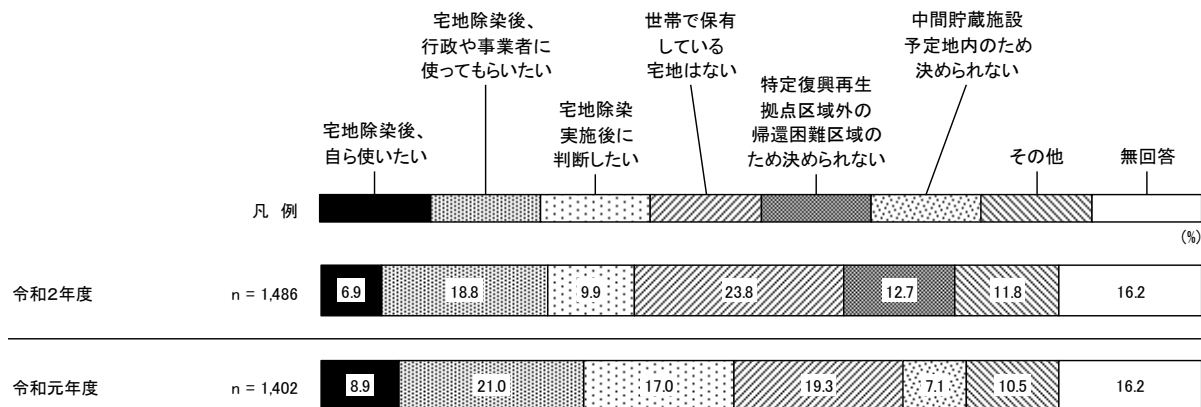 宅地除染後、
自ら使いたい
宅地除染後、
行政や事業者に
使ってもらいたい
宅地除染
実施後に
判断したい
世帯で保有
している
宅地はない
特定復興再生
拠点区域外の
帰還困難区域の
ため決められない
中間貯蔵施設
予定地内のため
決められない
その他
無回答
凡 例
(%)
令和2年度 n = 1,486 6.9 18.8 9.9 23.8 12.7 11.8 16.2
令和元年度 n = 1,402 8.9 21.0 17.0 19.3 7.1 10.5 16.2